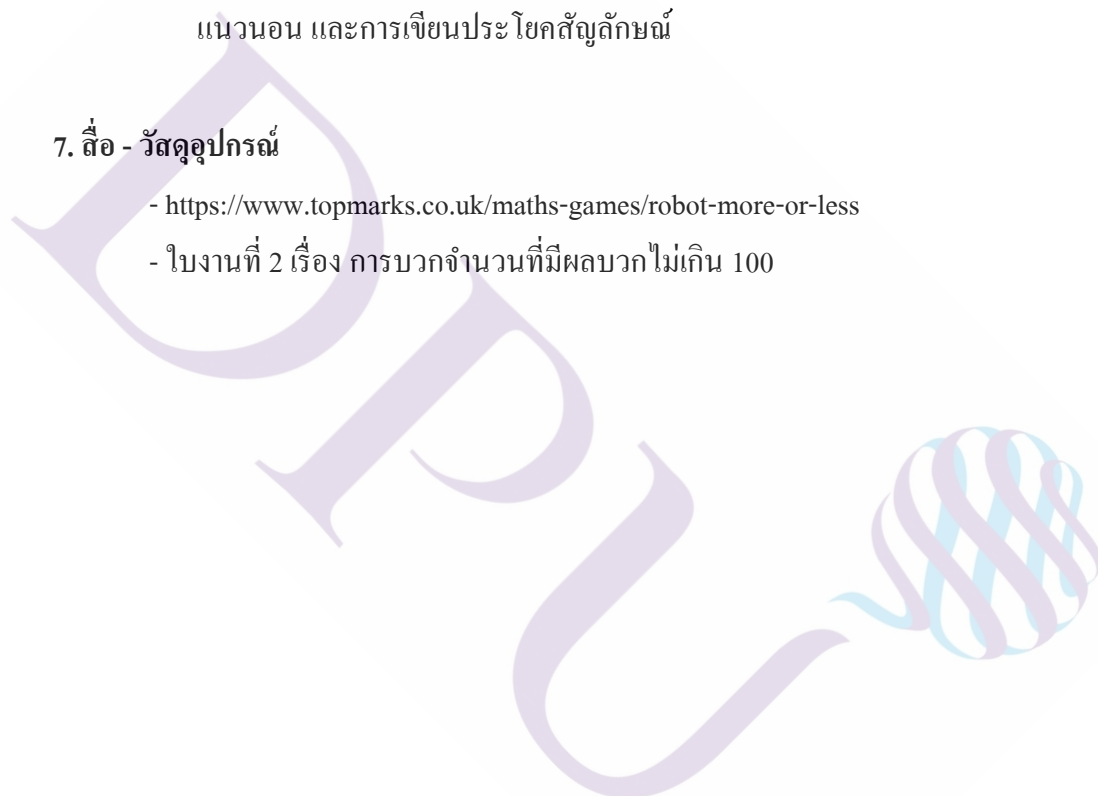 แนวนอน และการเขียนประโยคสัญลักษณ์
7. สื่อ - วัสดุอุปกรณ์
- https://www.topmarks.co.uk/maths-games/robot-more-or-less
- ใบงานที่ 2 เรื่อง การบวกจำนวนที่มีผลบวกไม่เกิน 100
DPU